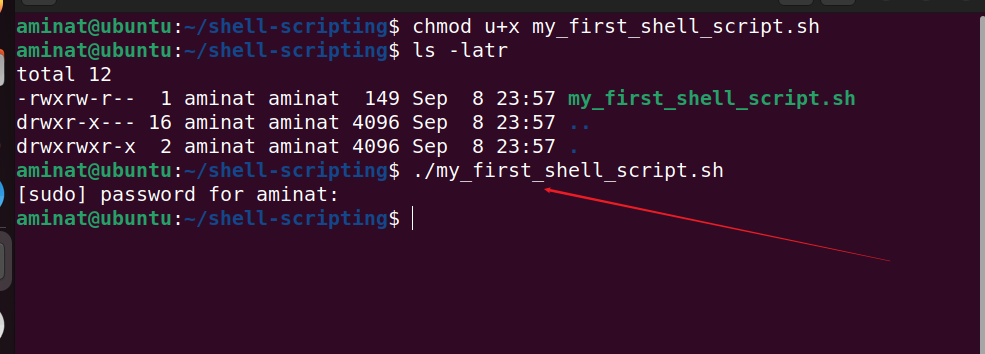 aminat@ubuntu:~/shell-scripting$ chmod u+x my_first_shell_script.sh
aminat@ubuntu:~/shell-scripting$ ls -latr
total 12
-rwxrw-r--  1 aminat aminat  149 Sep  8 23:57 my_first_shell_script.sh
drwxr-x--- 16 aminat aminat 4096 Sep  8 23:57 ..
drwxrwxr-x  2 aminat aminat 4096 Sep  8 23:57 .
aminat@ubuntu:~/shell-scripting$ ./my_first_shell_script.sh
[sudo] password for aminat:
aminat@ubuntu:~/shell-scripting$